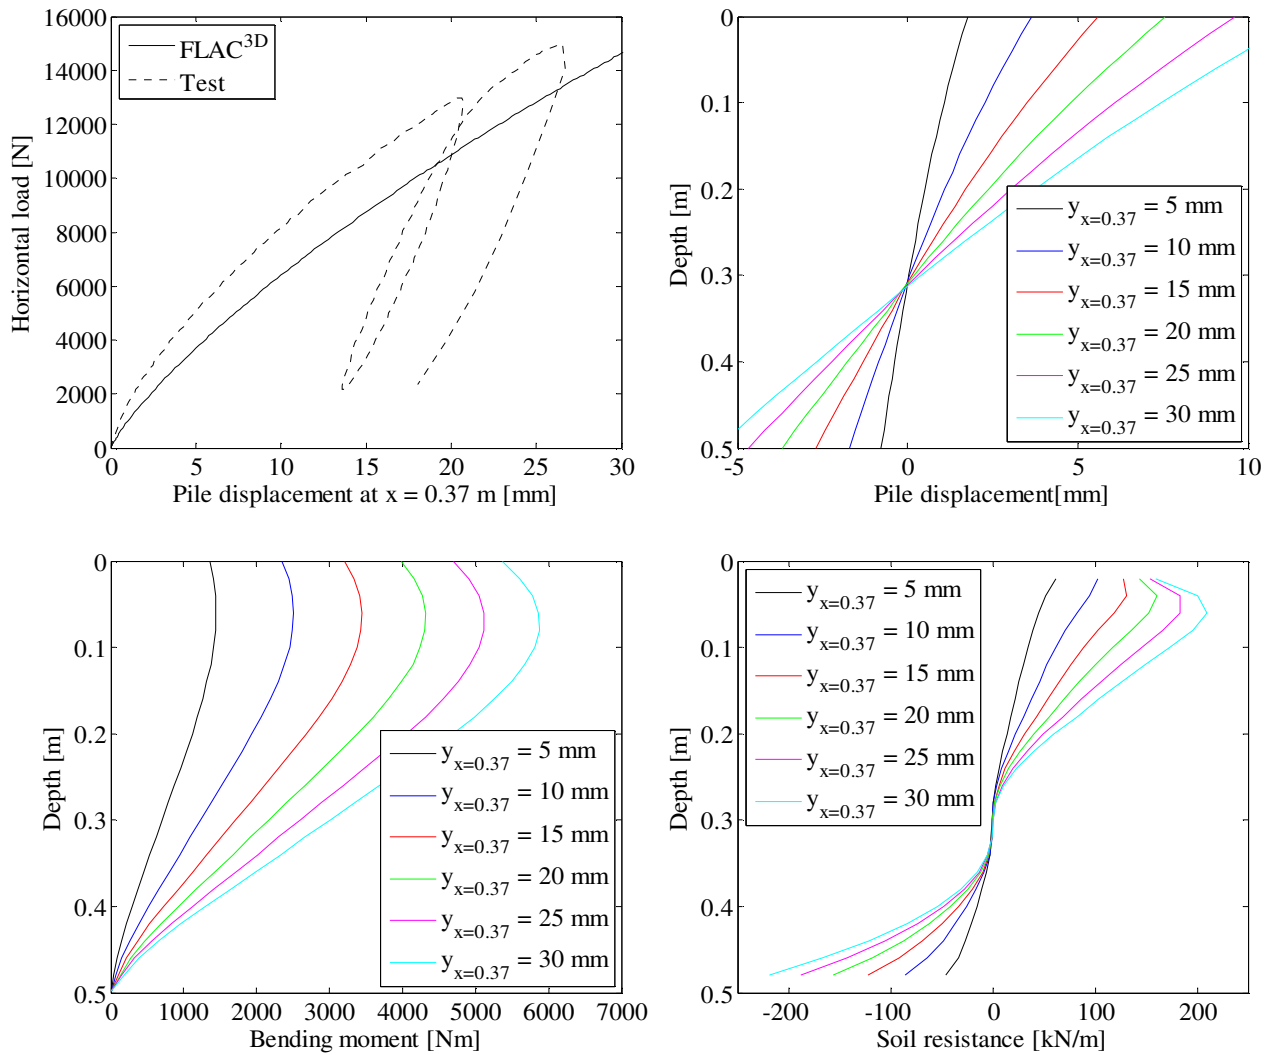 16000
14000
12000
10000
8000
6000
4000
2000
0
Horizontal load [N]
FLAC3D
Test
0 5 10 15 20 25 30
Pile displacement at x = 0.37 m [mm]
0
0.1
0.2
0.3
0.4
0.5
Depth [m]
yx=0.37 = 5 mm
yx=0.37 = 10 mm
yx=0.37 = 15 mm
yx=0.37 = 20 mm
yx=0.37 = 25 mm
yx=0.37 = 30 mm
-5 0 5 10
Pile displacement[mm]
0
0.1
0.2
0.3
0.4
0.5
Depth [m]
yx=0.37 = 5 mm
yx=0.37 = 10 mm
yx=0.37 = 15 mm
yx=0.37 = 20 mm
yx=0.37 = 25 mm
yx=0.37 = 30 mm
0 1000 2000 3000 4000 5000 6000 7000
Bending moment [Nm]
0
0.1
0.2
0.3
0.4
0.5
Depth [m]
yx=0.37 = 5 mm
yx=0.37 = 10 mm
yx=0.37 = 15 mm
yx=0.37 = 20 mm
yx=0.37 = 25 mm
yx=0.37 = 30 mm
-200 -100 0 100 200
Soil resistance [kN/m]